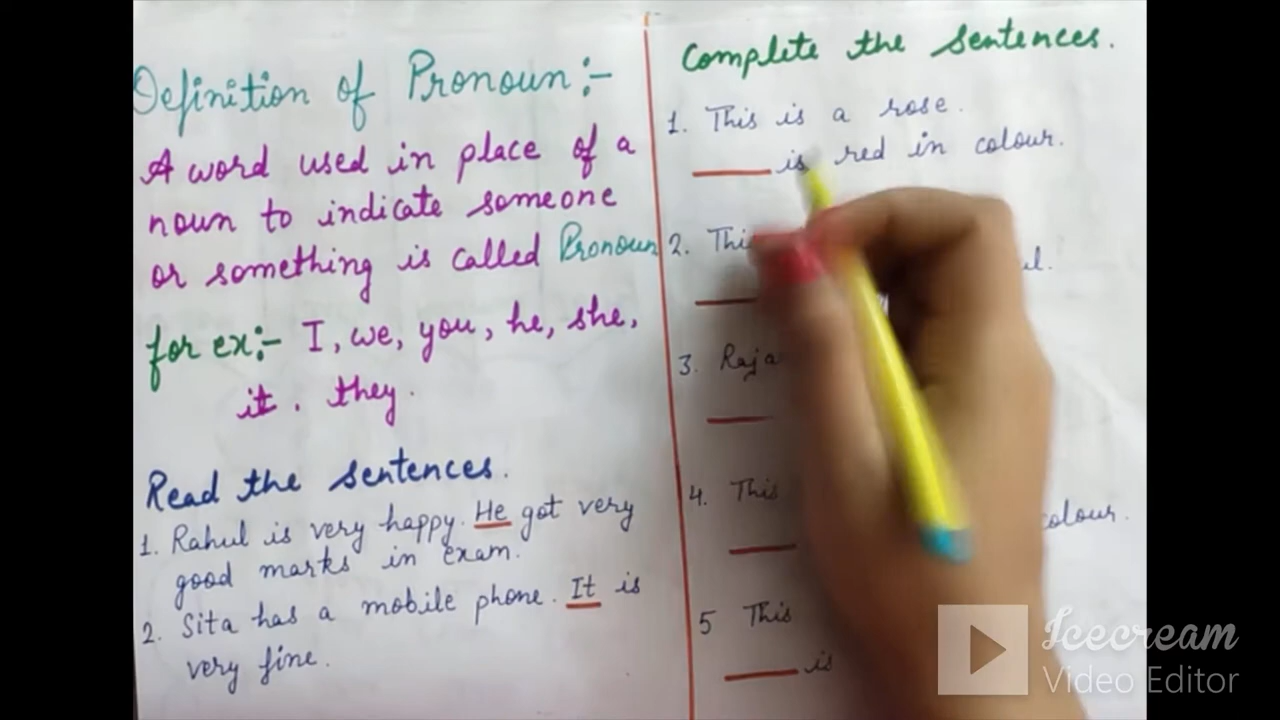 Definition of Pronoun:-
A word used in place of a
noun to indicate someone
or something is called Pronoun
for ex:- I, we, you, he, she,
it. they.
Read the sentences.
1. Rahul is very happy. He got very
good marks in exam.
2. Sita has a mobile phone. It is
very fine.
Complete the sentences.
1. This is a rose.
____ is red in colour.
2.
3.
4. This
colour.
5 This
____ is
Icecream
Video Editor